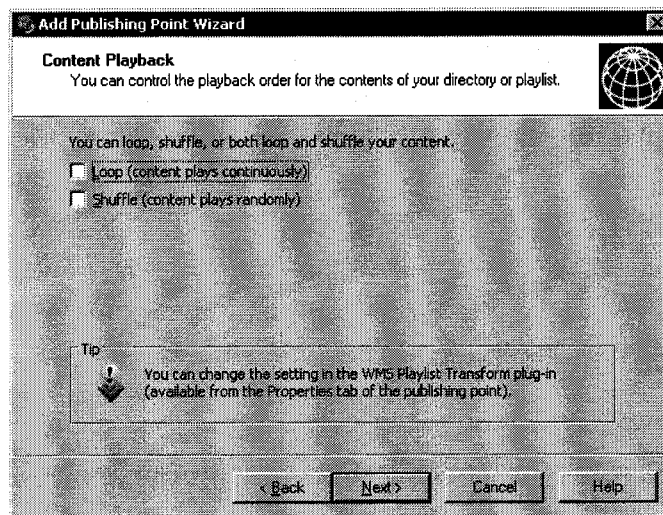 Add Publishing Point Wizard
Content Playback
You can control the playback order for the contents of your directory or playlist.
You can loop, shuffle, or both loop and shuffle your content.
Loop (content plays continuously)
Shuffle (content plays randomly)
Tip
You can change the setting in the WMS Playlist Transform plug-in
(available from the Properties tab of the publishing point).
< Back
Next >
Cancel
Help